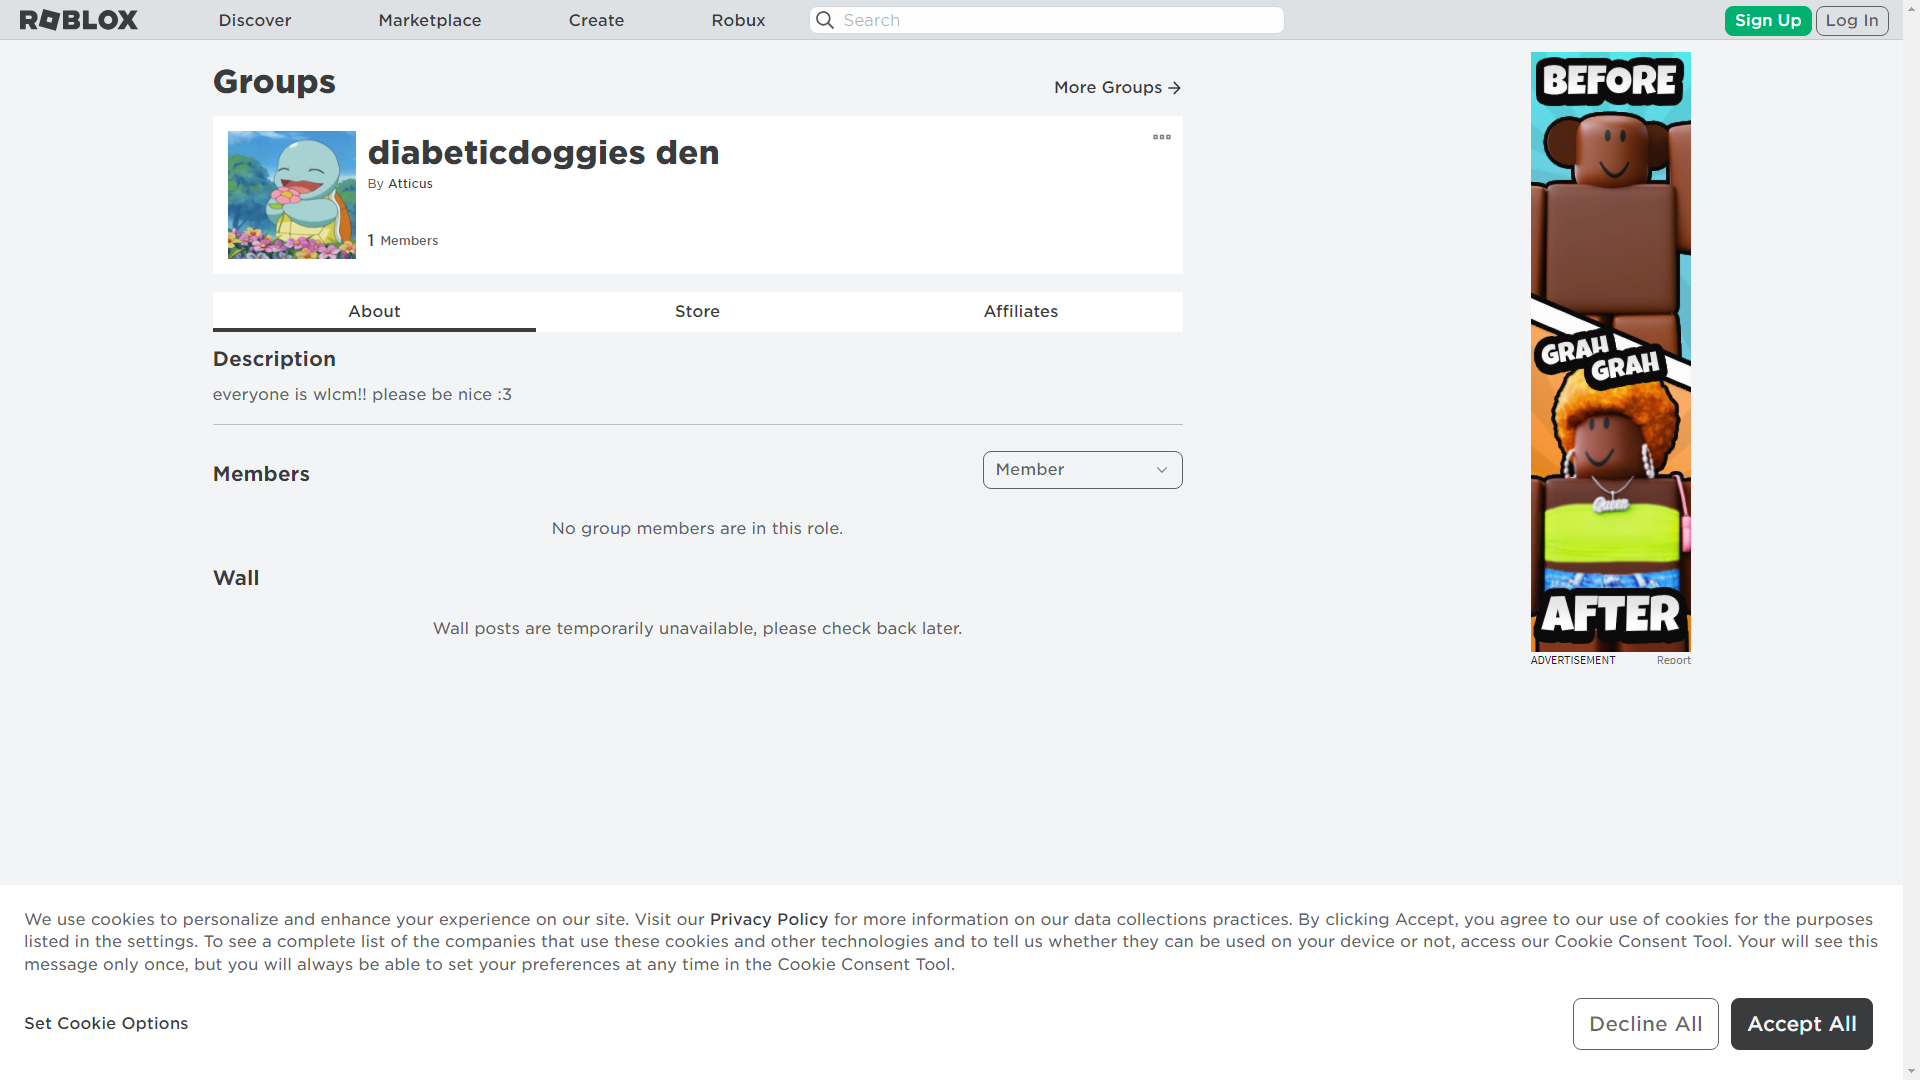 ROBLOX
Discover
Marketplace
Create
Robux
Search
Sign Up
Log In
Groups
More Groups
diabeticdoggies den
By Atticus
1 Members
About
Store
Affiliates
Description
everyone is wlcm!! please be nice :3
Members
Member
No group members are in this role.
Wall
Wall posts are temporarily unavailable, please check back later.
BEFORE
GRAH
GRAH
Queen
AFTER
ADVERTISEMENT
Report
We use cookies to personalize and enhance your experience on our site. Visit our Privacy Policy for more information on our data collections practices. By clicking Accept, you agree to our use of cookies for the purposes
listed in the settings. To see a complete list of the companies that use these cookies and other technologies and to tell us whether they can be used on your device or not, access our Cookie Consent Tool. Your will see this
message only once, but you will always be able to set your preferences at any time in the Cookie Consent Tool.
Set Cookie Options
Decline All
Accept All